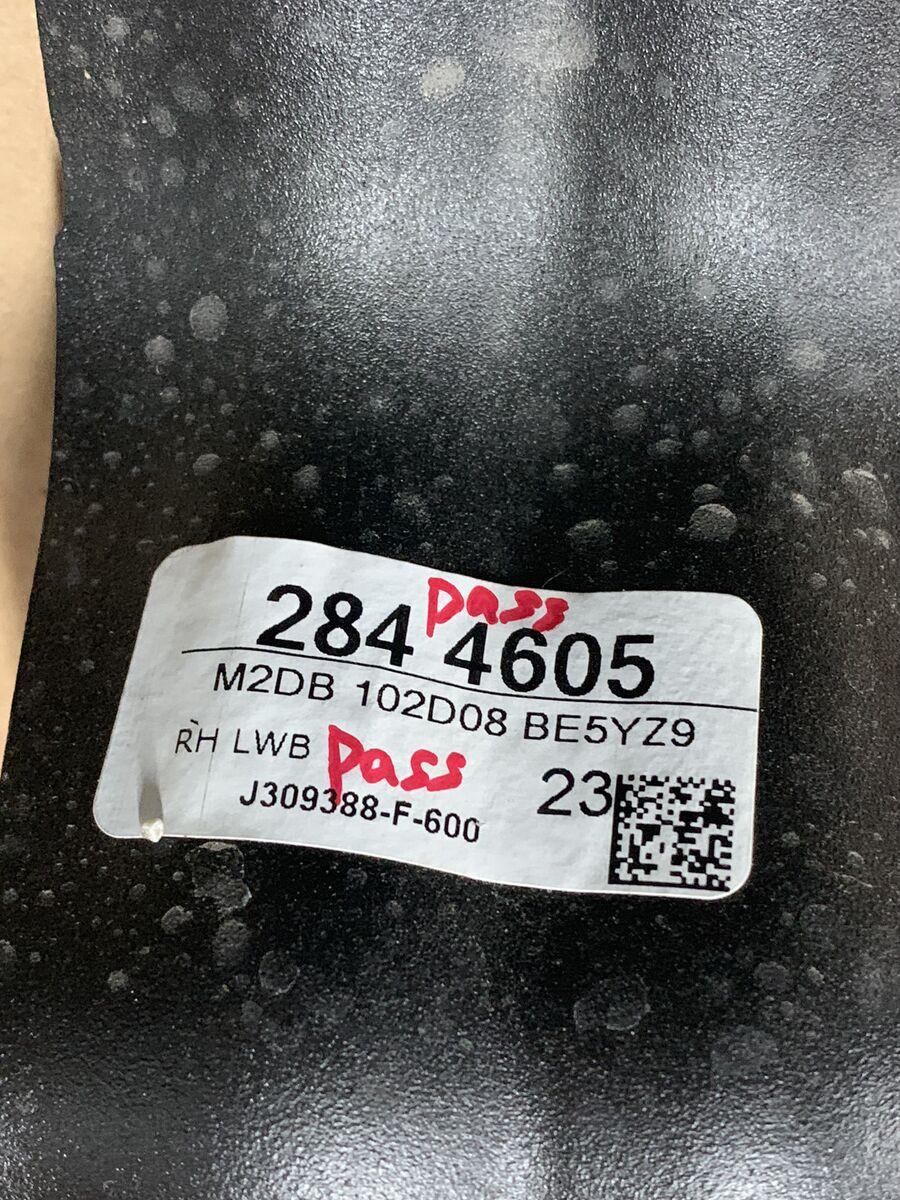 pass
284 4605
M2DB 102D08 BE5YZ9
RH LWB pass
J309388-F-600
23